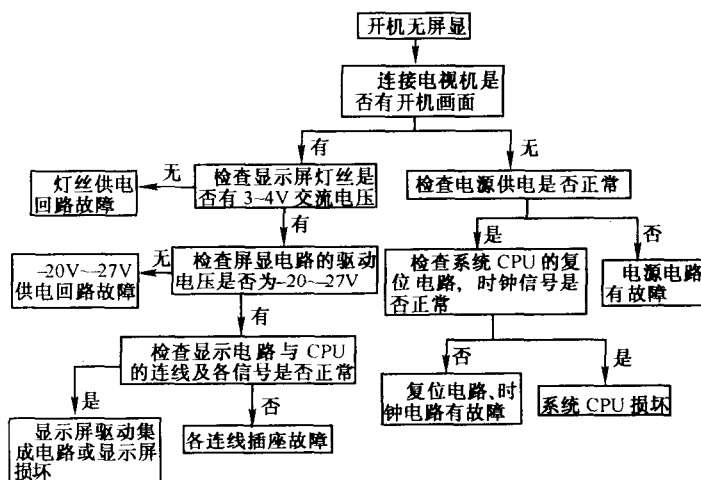 开机无屏显
连接电视机是
否有开机画面
有
无
无
检查显示屏灯丝是
否有3~4V交流电压
检查电源供电是否正常
灯丝供电
回路故障
有
是
否
无
检查屏显电路的驱动
电压是否为-20~-27V
检查系统CPU的复
位电路,时钟信号是
否正常
电源电路
有故障
-20V~-27V
供电回路故障
有
检查显示电路与CPU
的连线及各信号是否正常
否
是
复位电路、时
钟电路有故障
系统CPU损坏
是
否
显示屏驱动集
成电路或显示屏
损坏
各连线插座故障